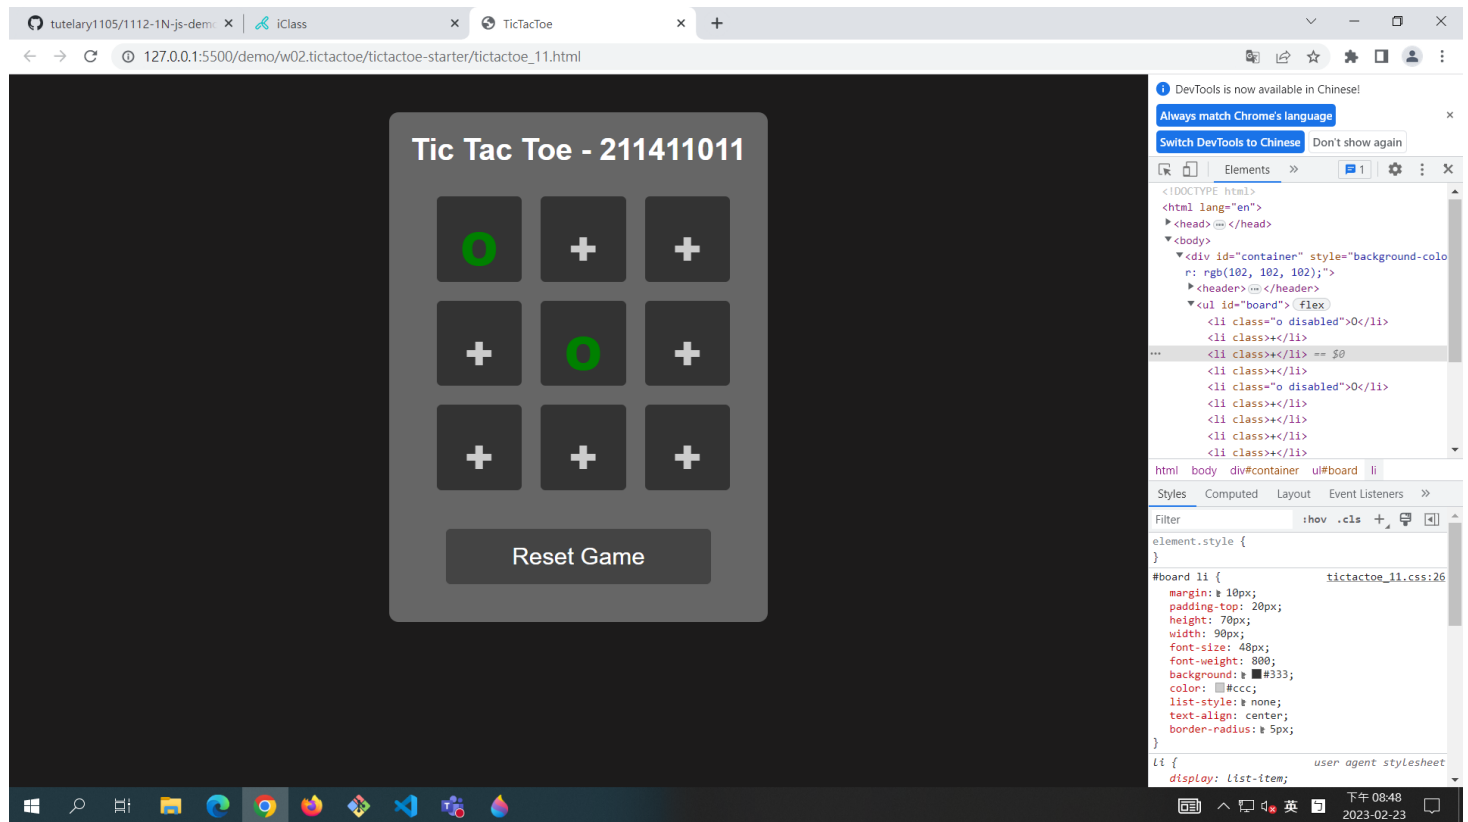 tutelary1105/1112-1N-js-demo
iClass
TicTacToe
127.0.0.1:5500/demo/w02.tictactoe/tictactoe-starter/tictactoe_11.html
Tic Tac Toe - 211411011
O + +
+ O +
+ + +
Reset Game
DevTools is now available in Chinese!
Always match Chrome's language
Switch DevTools to Chinese Don't show again
Elements » 1
<!DOCTYPE html>
<html lang="en">
<head> ••• </head>
<body>
<div id="container" style="background-colo
r: rgb(102, 102, 102);">
<header> ••• </header>
<ul id="board"> flex
<li class="o disabled">O</li>
<li class>+</li>
••• <li class>+</li> == $0
<li class>+</li>
<li class="o disabled">O</li>
<li class>+</li>
<li class>+</li>
<li class>+</li>
<li class>+</li>
html body div#container ul#board li
Styles Computed Layout Event Listeners »
Filter :hov .cls +
element.style {
}
#board li { tictactoe_11.css:26
margin: 10px;
padding-top: 20px;
height: 70px;
width: 90px;
font-size: 48px;
font-weight: 800;
background: #333;
color: #ccc;
list-style: none;
text-align: center;
border-radius: 5px;
}
li { user agent stylesheet
display: list-item;
英 ㄅ
下午 08:48
2023-02-23